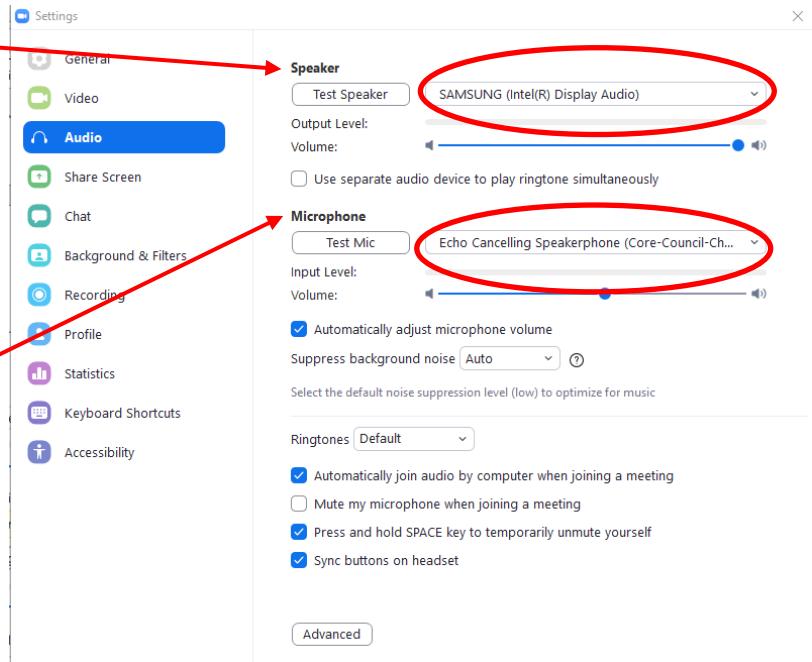 Settings
General
Video
Audio
Share Screen
Chat
Background & Filters
Recording
Profile
Statistics
Keyboard Shortcuts
Accessibility
Speaker
Test Speaker SAMSUNG (Intel(R) Display Audio)
Output Level:
Volume:
Use separate audio device to play ringtone simultaneously
Microphone
Test Mic Echo Cancelling Speakerphone (Core-Council-Ch...
Input Level:
Volume:
Automatically adjust microphone volume
Suppress background noise Auto
Select the default noise suppression level (low) to optimize for music
Ringtones Default
Automatically join audio by computer when joining a meeting
Mute my microphone when joining a meeting
Press and hold SPACE key to temporarily unmute yourself
Sync buttons on headset
Advanced